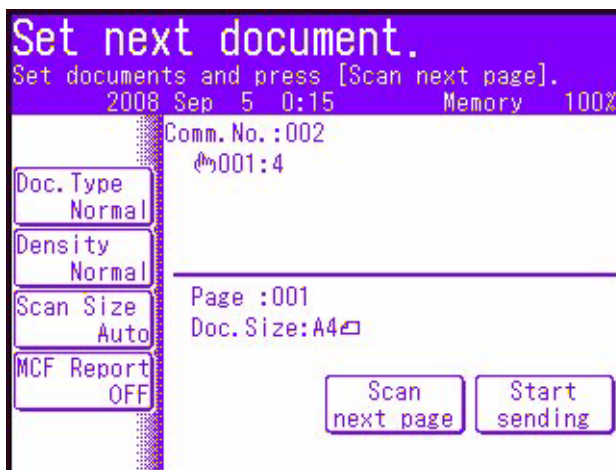 Set next document.
Set documents and press [Scan next page].
2008 Sep 5 0:15 Memory 100%
Comm.No.:002
001:4
Doc.Type
Normal
Density
Normal
Scan Size
Auto
MCF Report
OFF
Page :001
Doc.Size:A4
Scan
next page
Start
sending